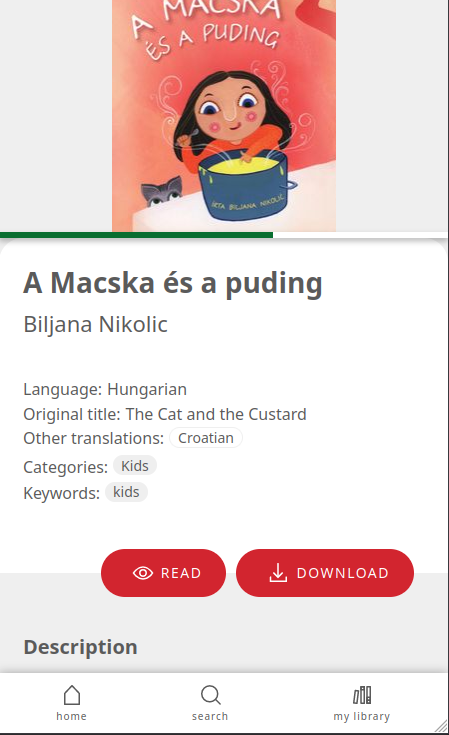 A MACSKA
ÉS A PUDING
ÍRTA BILJANA NIKOLIC
A Macska és a puding
Biljana Nikolic
Language: Hungarian
Original title: The Cat and the Custard
Other translations: Croatian
Categories: Kids
Keywords: kids
READ DOWNLOAD
Description
home search my library